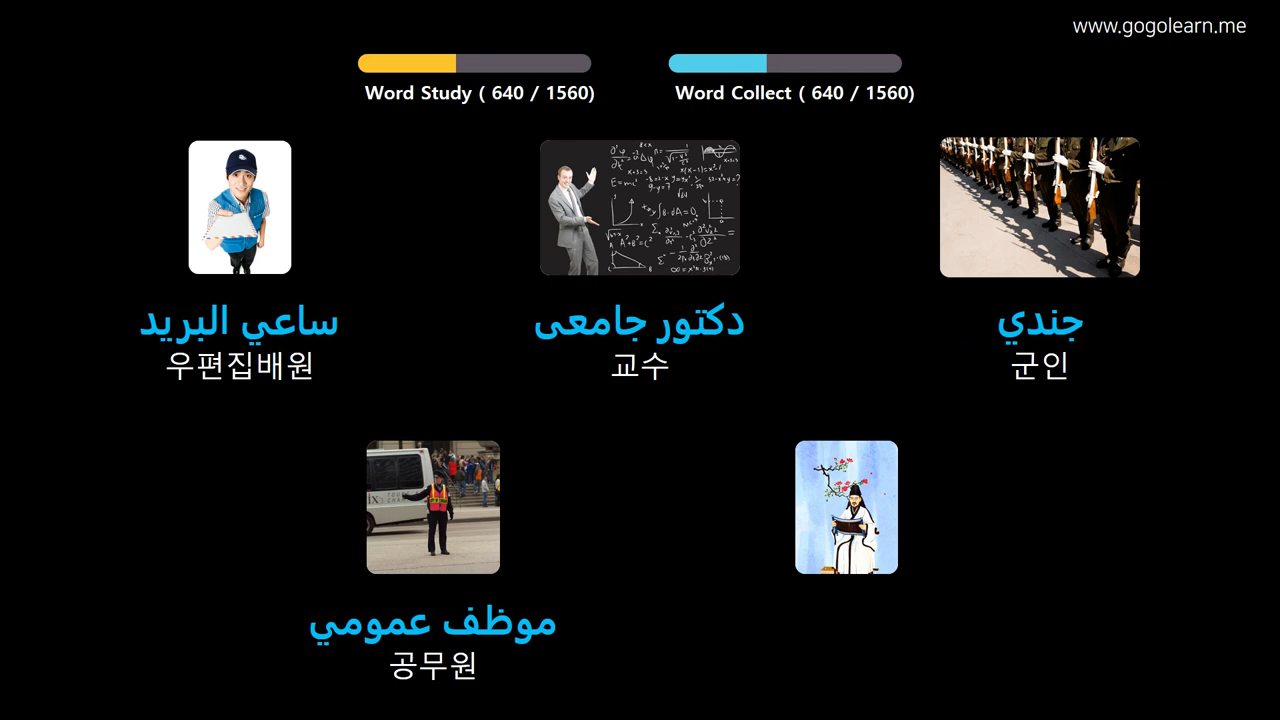 www.gogolearn.me
Word Study ( 640 / 1560)
Word Collect ( 640 / 1560)
ساعي البريد
우편집배원
دكتور جامعى
교수
جندي
군인
موظف عمومي
공무원